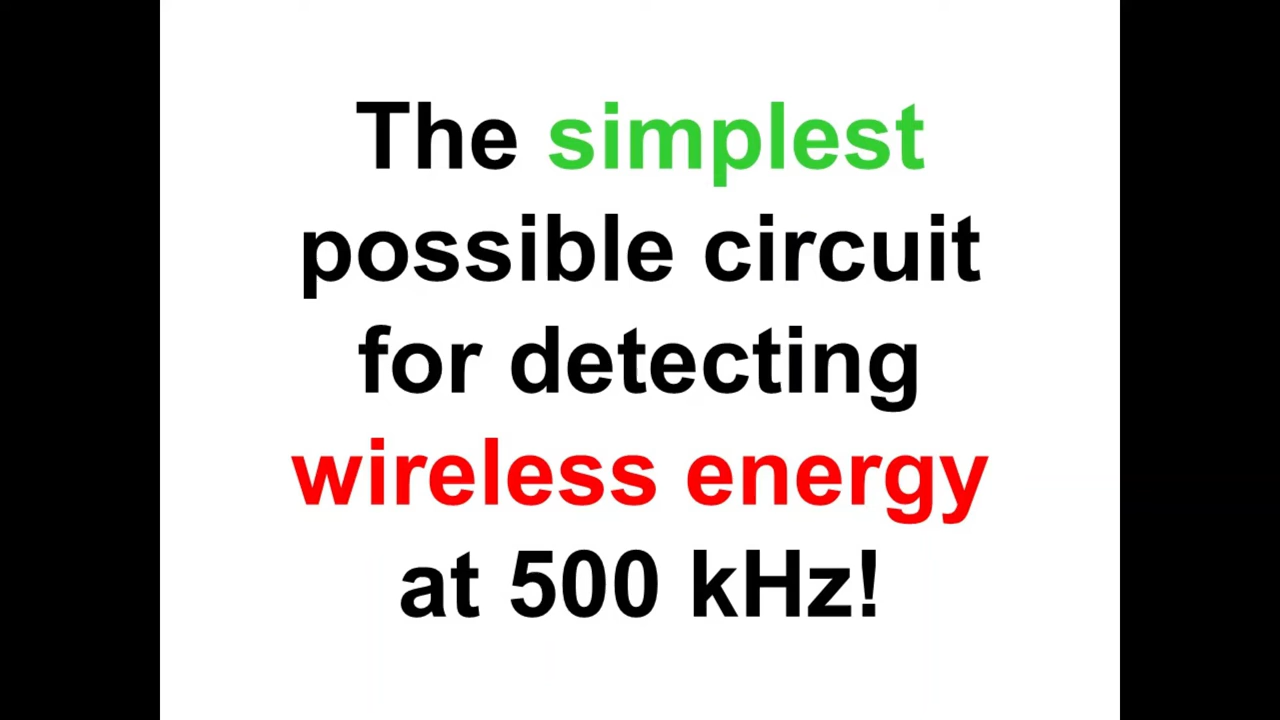 The simplest
possible circuit
for detecting
wireless energy
at 500 kHz!